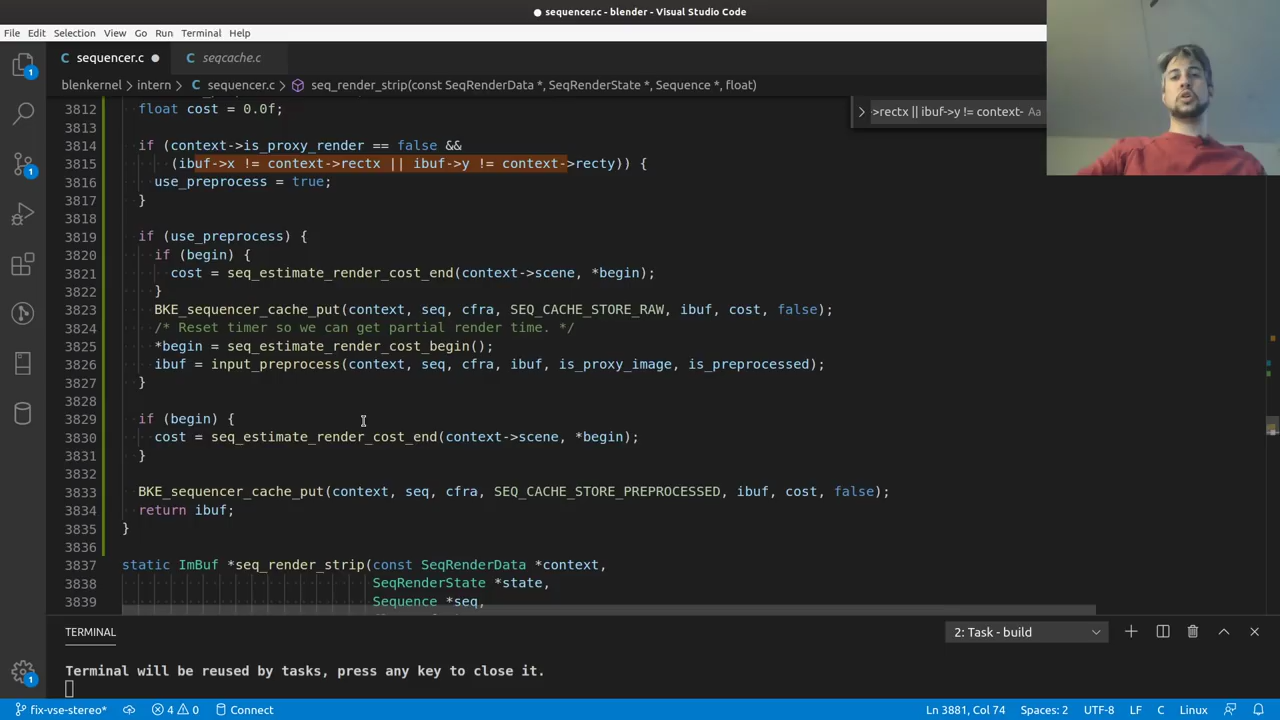 sequencer.c - blender - Visual Studio Code
File Edit Selection View Go Run Terminal Help
sequencer.c seqcache.c
blenkernel > intern > C sequencer.c > seq_render_strip(const SeqRenderData *, SeqRenderState *, Sequence *, float)
>rectx || ibuf->y != context- Aa
3812 float cost = 0.0f;
3813
3814 if (context->is_proxy_render == false &&
3815 (ibuf->x != context->rectx || ibuf->y != context->recty)) {
3816 use_preprocess = true;
3817 }
3818
3819 if (use_preprocess) {
3820 if (begin) {
3821 cost = seq_estimate_render_cost_end(context->scene, *begin);
3822 }
3823 BKE_sequencer_cache_put(context, seq, cfra, SEQ_CACHE_STORE_RAW, ibuf, cost, false);
3824 /* Reset timer so we can get partial render time. */
3825 *begin = seq_estimate_render_cost_begin();
3826 ibuf = input_preprocess(context, seq, cfra, ibuf, is_proxy_image, is_preprocessed);
3827 }
3828
3829 if (begin) {
3830 cost = seq_estimate_render_cost_end(context->scene, *begin);
3831 }
3832
3833 BKE_sequencer_cache_put(context, seq, cfra, SEQ_CACHE_STORE_PREPROCESSED, ibuf, cost, false);
3834 return ibuf;
3835 }
3836
3837 static ImBuf *seq_render_strip(const SeqRenderData *context,
3838 SeqRenderState *state,
3839 Sequence *seq,
TERMINAL 2: Task - build
Terminal will be reused by tasks, press any key to close it.
fix-vse-stereo* 4 0 Connect Ln 3881, Col 74 Spaces: 2 UTF-8 LF C Linux